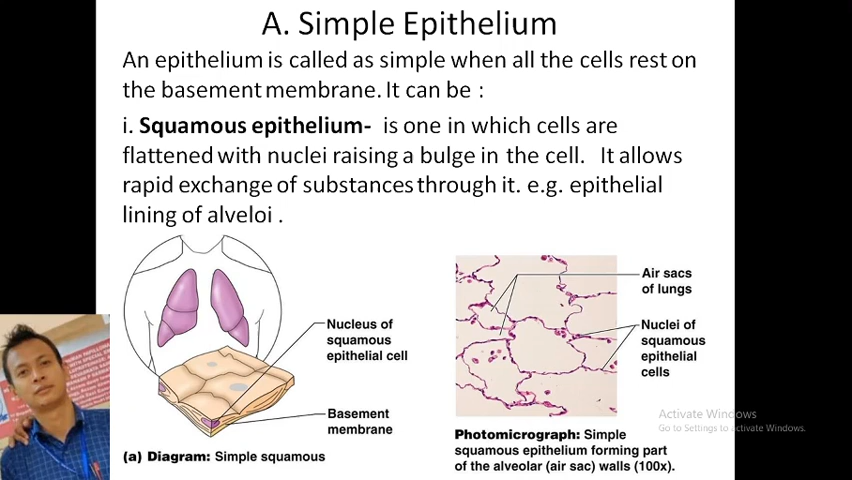 A. Simple Epithelium
An epithelium is called as simple when all the cells rest on
the basement membrane. It can be :
i. Squamous epithelium- is one in which cells are
flattened with nuclei raising a bulge in the cell. It allows
rapid exchange of substances through it. e.g. epithelial
lining of alveloi .
Nucleus of
squamous
epithelial cell
Basement
membrane
(a) Diagram: Simple squamous
Air sacs
of lungs
Nuclei of
squamous
epithelial
cells
Photomicrograph: Simple
squamous epithelium forming part
of the alveolar (air sac) walls (100x).
Activate Windows
Go to Settings to activate Windows.